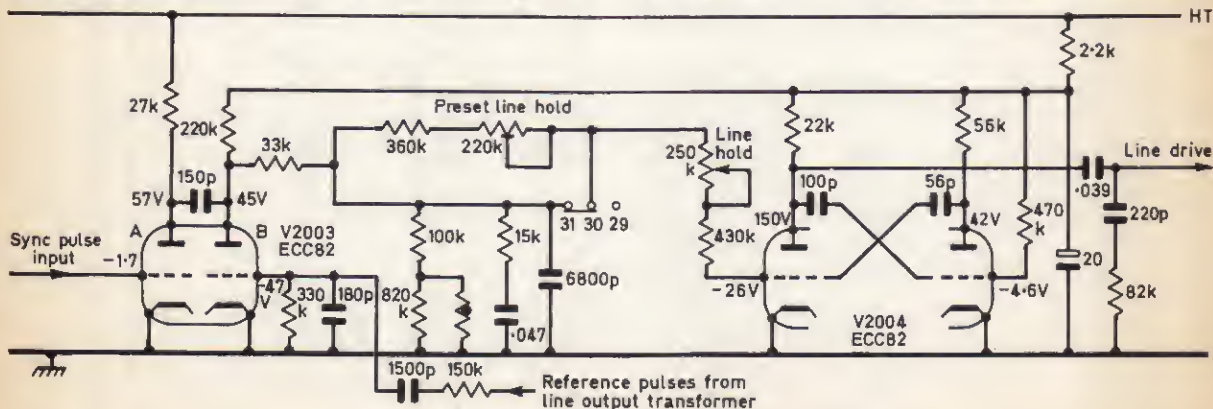 HT
2·2k
27k
220k
33k
Preset line hold
360k
220k
Line
hold
250
k
22k
56k
Line drive
·039
150p
57V
45V
100p
56p
150V
42V
470
k
220p
31 30 29
A
B
V2003
ECC82
Sync pulse
input
-1·7
-47
V
330
k
180p
100k
820
k
15k
·047
6800p
430k
-26V
-4·6V
20
82k
V2004
ECC82
1500p
150k
Reference pulses from
line output transformer